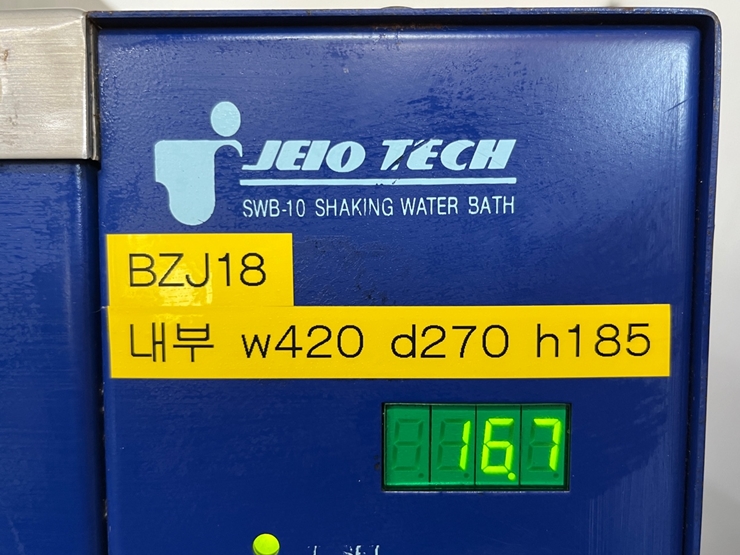 JEIO TECH
SWB-10 SHAKING WATER BATH
BZJ18
내부 w420 d270 h185
16.7